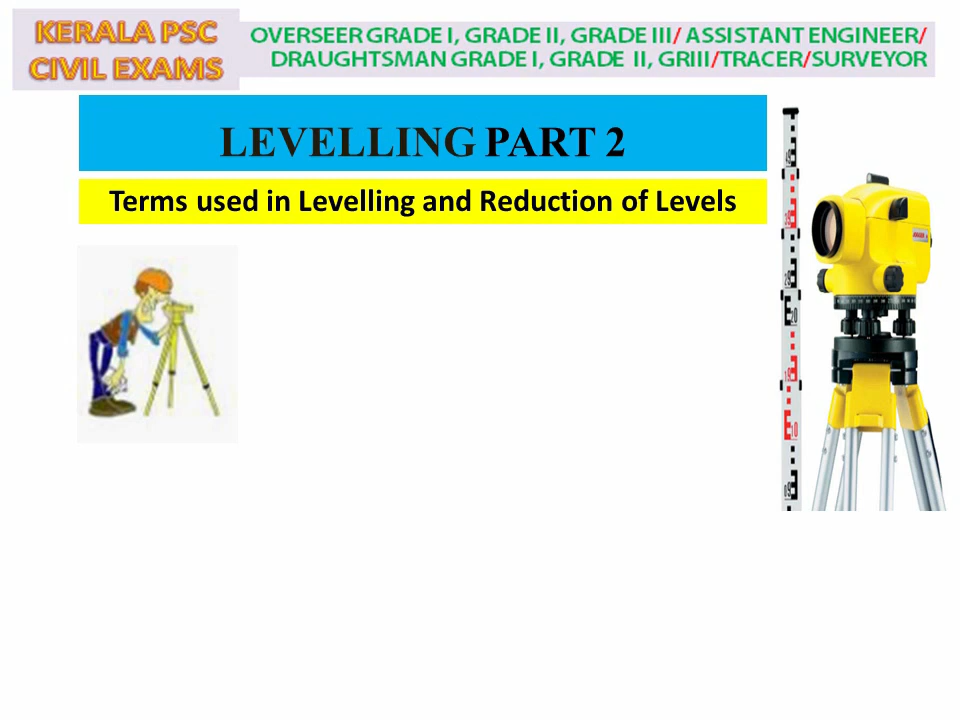 KERALA PSC
CIVIL EXAMS
OVERSEER GRADE I, GRADE II, GRADE III/ ASSISTANT ENGINEER/
DRAUGHTSMAN GRADE I, GRADE II, GRIII/TRACER/SURVEYOR
LEVELLING PART 2
Terms used in Levelling and Reduction of Levels